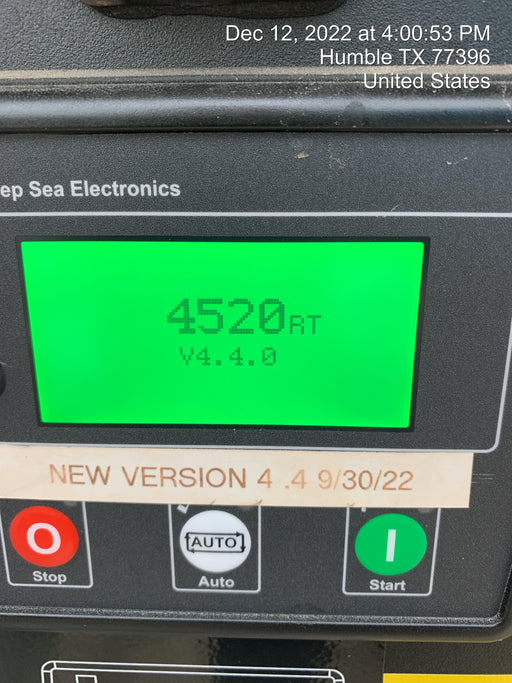 Dec 12, 2022 at 4:00:53 PM
Humble TX 77396
United States
ep Sea Electronics
4520RT
V4.4.0
NEW VERSION 4 .4 9/30/22
O
AUTO
I
Stop
Auto
Start